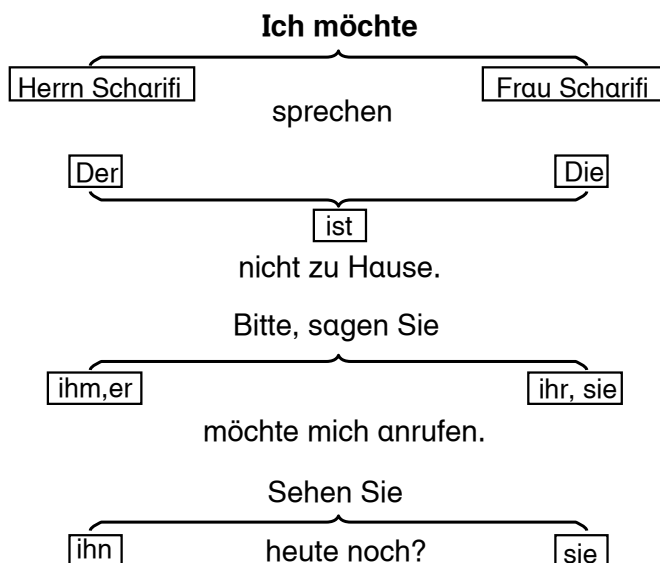 Ich möchte
Herrn Scharifi Frau Scharifi
sprechen
Der Die
ist
nicht zu Hause.
Bitte, sagen Sie
ihm,er ihr, sie
möchte mich anrufen.
Sehen Sie
ihn heute noch? sie